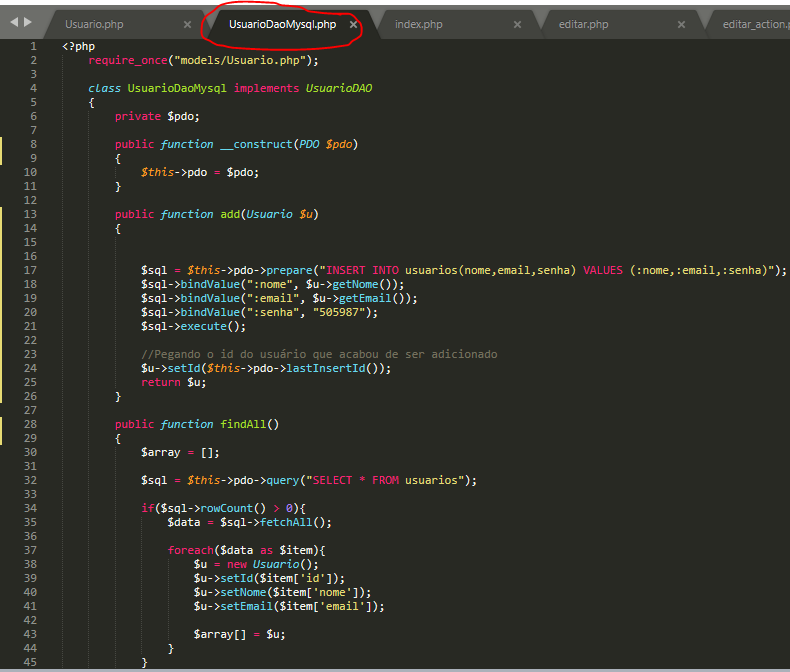 Usuario.php × UsuarioDaoMysql.php × index.php × editar.php × editar_action.p
1 <?php
2 require_once("models/Usuario.php");
3
4 class UsuarioDaoMysql implements UsuarioDAO
5 {
6 private $pdo;
7
8 public function __construct(PDO $pdo)
9 {
10 $this->pdo = $pdo;
11 }
12
13 public function add(Usuario $u)
14 {
15
16
17 $sql = $this->pdo->prepare("INSERT INTO usuarios(nome,email,senha) VALUES (:nome,:email,:senha)");
18 $sql->bindValue(":nome", $u->getNome());
19 $sql->bindValue(":email", $u->getEmail());
20 $sql->bindValue(":senha", "505987");
21 $sql->execute();
22
23 //Pegando o id do usuário que acabou de ser adicionado
24 $u->setId($this->pdo->lastInsertId());
25 return $u;
26 }
27
28 public function findAll()
29 {
30 $array = [];
31
32 $sql = $this->pdo->query("SELECT * FROM usuarios");
33
34 if($sql->rowCount() > 0){
35 $data = $sql->fetchAll();
36
37 foreach($data as $item){
38 $u = new Usuario();
39 $u->setId($item['id']);
40 $u->setNome($item['nome']);
41 $u->setEmail($item['email']);
42
43 $array[] = $u;
44 }
45 }